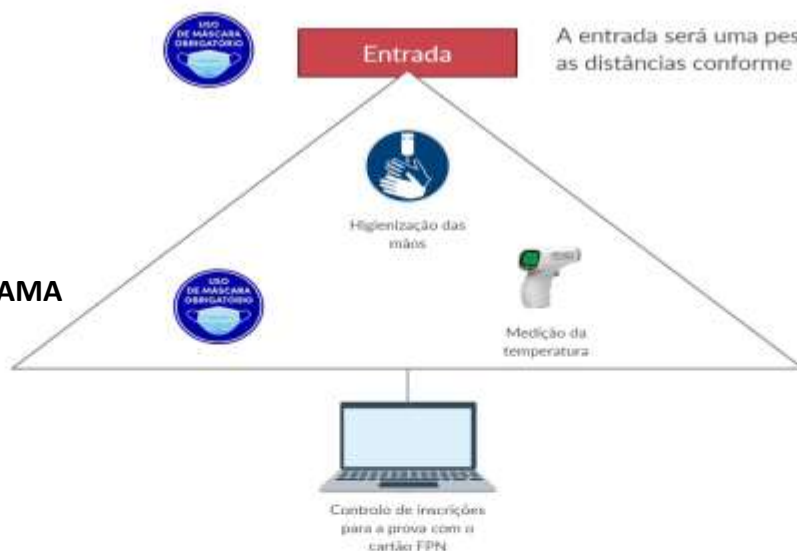 USO
DE MÁSCARA
OBRIGATÓRIO
Entrada
A entrada será uma pes
as distâncias conforme
Higienização das
mãos
AMA
USO
DE MÁSCARA
OBRIGATÓRIO
Medição da
temperatura
Controlo de inscrições
para a prova com o
cartão FPN